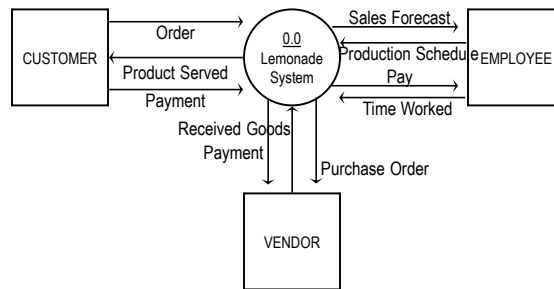 CUSTOMER
Order
Product Served
Payment
0.0
Lemonade
System
Sales Forecast
Production Schedule
Pay
Time Worked
EMPLOYEE
Received Goods
Payment
Purchase Order
VENDOR